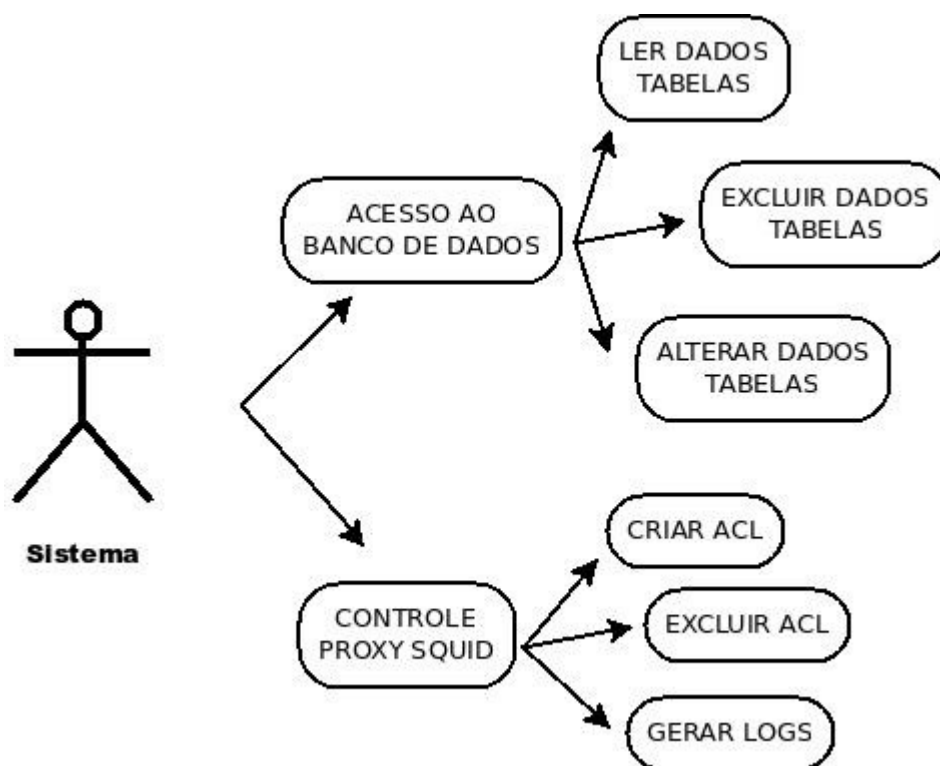 LER DADOS
TABELAS
ACESSO AO
BANCO DE DADOS
EXCLUIR DADOS
TABELAS
ALTERAR DADOS
TABELAS
Sistema
CRIAR ACL
CONTROLE
PROXY SQUID
EXCLUIR ACL
GERAR LOGS